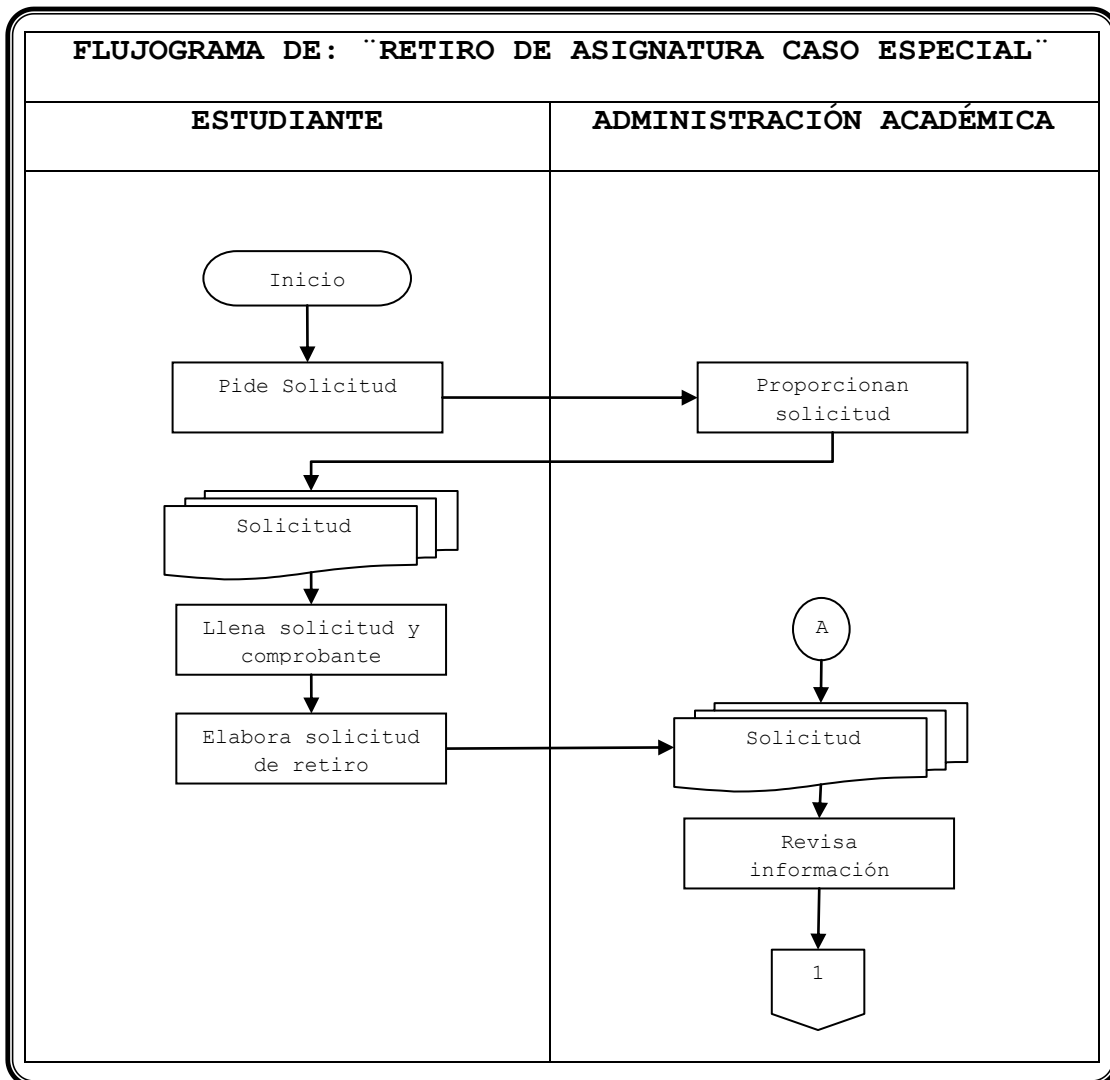 FLUJOGRAMA DE: ¨RETIRO DE ASIGNATURA CASO ESPECIAL¨
ESTUDIANTE
ADMINISTRACIÓN ACADÉMICA
Inicio
Pide Solicitud
Proporcionan
solicitud
Solicitud
Llena solicitud y
comprobante
Elabora solicitud
de retiro
A
Solicitud
Revisa
información
1